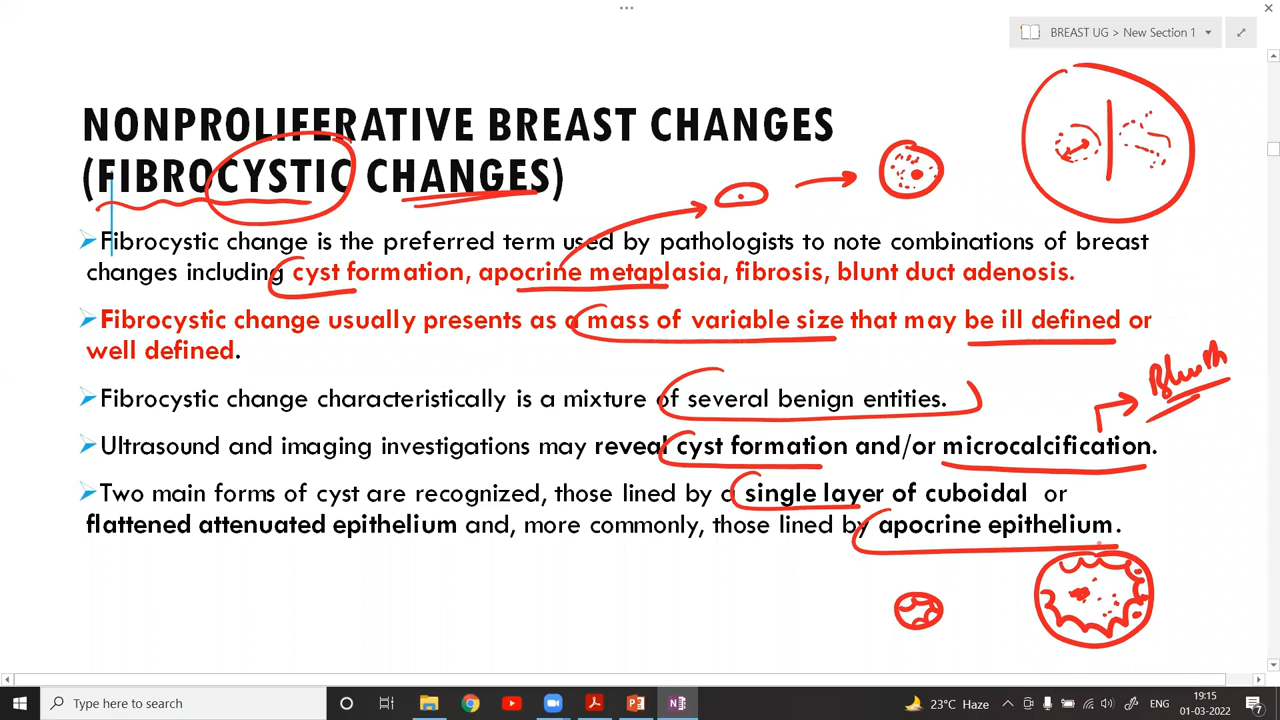 BREAST UG > New Section 1
NONPROLIFERATIVE BREAST CHANGES
(FIBROCYSTIC CHANGES)
Fibrocystic change is the preferred term used by pathologists to note combinations of breast
changes including cyst formation, apocrine metaplasia, fibrosis, blunt duct adenosis.
Fibrocystic change usually presents as a mass of variable size that may be ill defined or
well defined.
Fibrocystic change characteristically is a mixture of several benign entities.
Ultrasound and imaging investigations may reveal cyst formation and/or microcalcification.
Two main forms of cyst are recognized, those lined by a single layer of cuboidal or
flattened attenuated epithelium and, more commonly, those lined by apocrine epithelium.
Type here to search
23°C Haze
ENG
19:15
01-03-2022
7